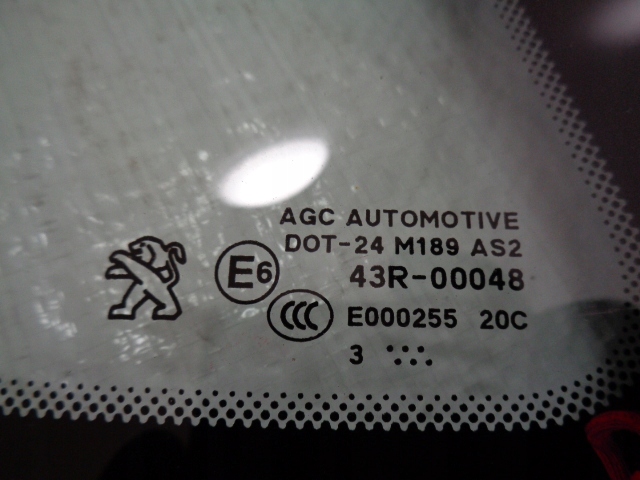 AGC AUTOMOTIVE
DOT-24 M189 AS2
E6 43R-00048
CCC E000255 20C
3